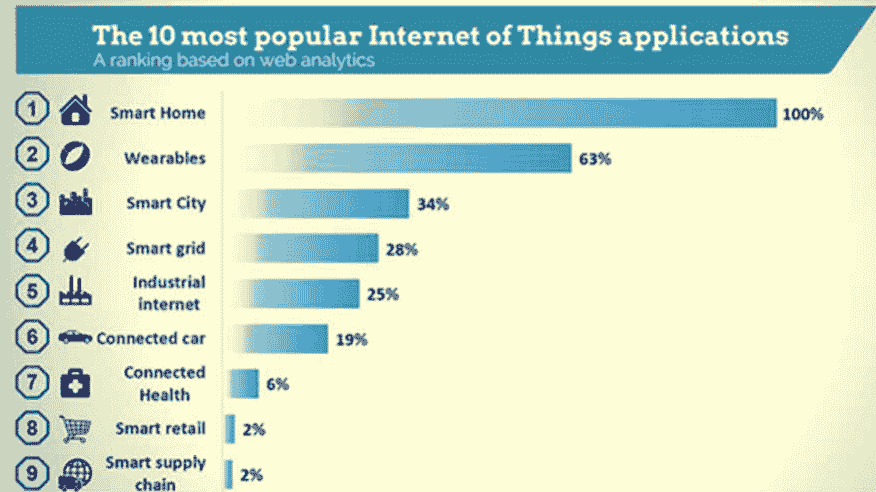 The 10 most popular Internet of Things applications
A ranking based on web analytics
1 Smart Home 100%
2 Wearables 63%
3 Smart City 34%
4 Smart grid 28%
5 Industrial
internet 25%
6 Connected car 19%
7 Connected
Health 6%
8 Smart retail 2%
9 Smart supply
chain 2%